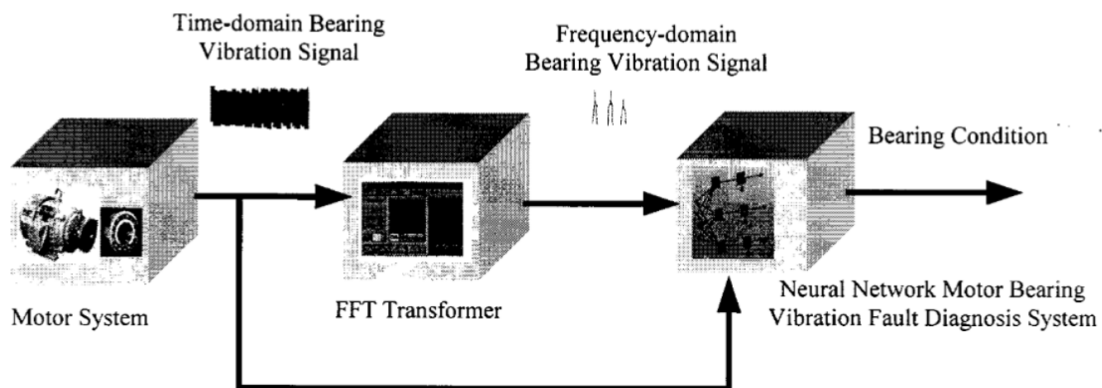 Time-domain Bearing
Vibration Signal
Frequency-domain
Bearing Vibration Signal
Bearing Condition
Motor System
FFT Transformer
Neural Network Motor Bearing
Vibration Fault Diagnosis System